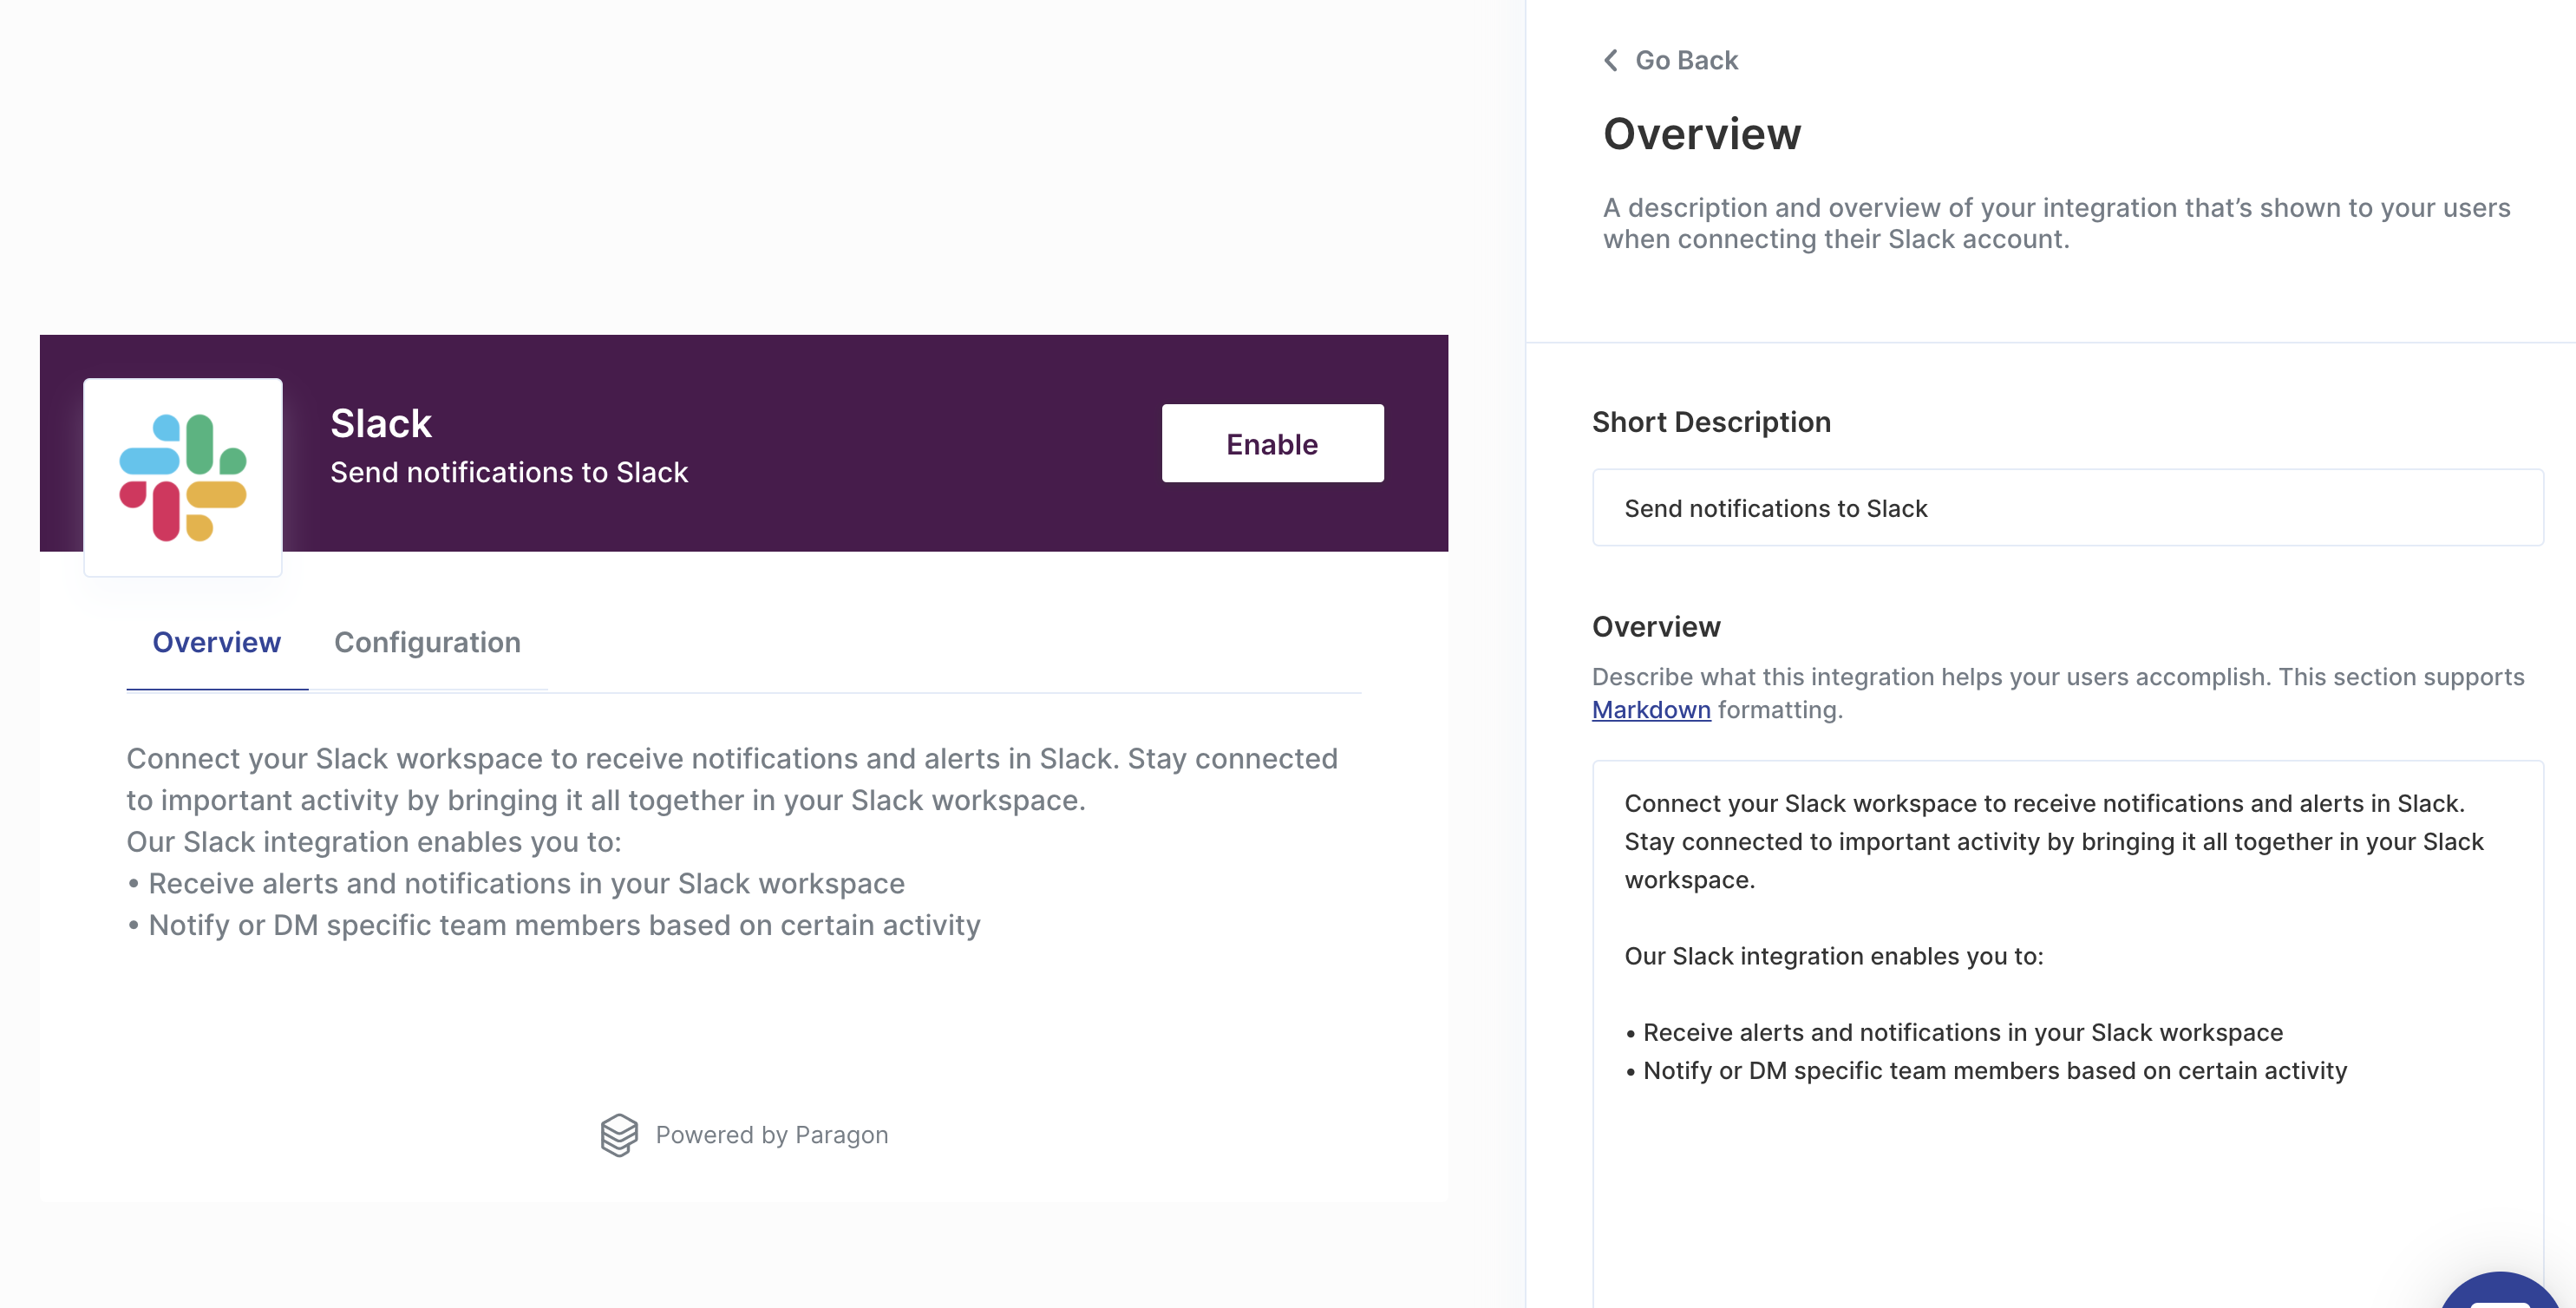 Slack
Send notifications to Slack
Enable
Overview
Configuration
Connect your Slack workspace to receive notifications and alerts in Slack. Stay connected
to important activity by bringing it all together in your Slack workspace.
Our Slack integration enables you to:
• Receive alerts and notifications in your Slack workspace
• Notify or DM specific team members based on certain activity
Powered by Paragon
Go Back
Overview
A description and overview of your integration that’s shown to your users
when connecting their Slack account.
Short Description
Send notifications to Slack
Overview
Describe what this integration helps your users accomplish. This section supports
Markdown formatting.
Connect your Slack workspace to receive notifications and alerts in Slack.
Stay connected to important activity by bringing it all together in your Slack
workspace.
Our Slack integration enables you to:
• Receive alerts and notifications in your Slack workspace
• Notify or DM specific team members based on certain activity